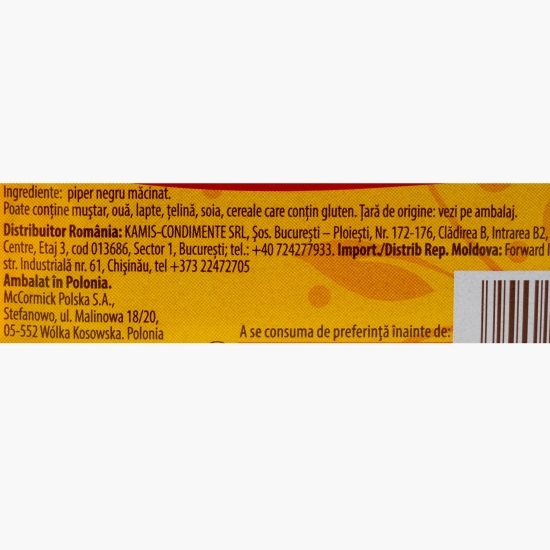 Ingrediente: piper negru măcinat.
Poate conține muștar, ouă, lapte, țelină, soia, cereale care conțin gluten. Țară de origine: vezi pe ambalaj.
Distribuitor România: KAMIS-CONDIMENTE SRL, Șos. București – Ploiești, Nr. 172-176, Clădirea B, Intrarea B2,
Centre, Etaj 3, cod 013686, Sector 1, București; tel.: +40 724277933. Import./Distrib Rep. Moldova: Forward
str. Industrială nr. 61, Chișinău, tel +373 22472705
Ambalat în Polonia.
McCormick Polska S.A.,
Stefanowo, ul. Malinowa 18/20,
05-552 Wólka Kosowska. Polonia
A se consuma de preferință înainte de: